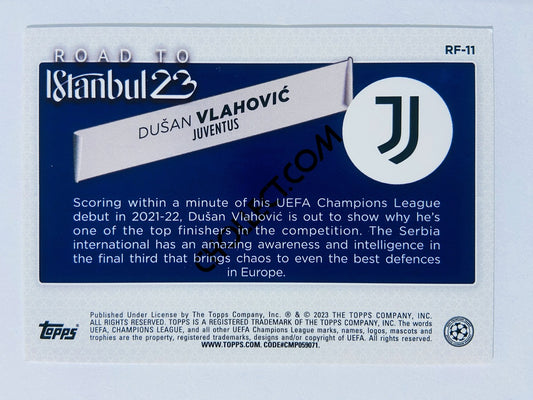 RF-11
ROAD TO
Istanbul 23
DUŠAN VLAHOVIĆ
JUVENTUS
Scoring within a minute of his UEFA Champions League
debut in 2021-22, Dušan Vlahović is out to show why he's
one of the top finishers in the competition. The Serbia
international has an amazing awareness and intelligence in
the final third that brings chaos to even the best defences
in Europe.
Published Under License by The Topps Company, Inc. ® & © 2023 THE TOPPS COMPANY, INC.
ALL RIGHTS RESERVED. TOPPS IS A REGISTERED TRADEMARK OF THE TOPPS COMPANY, INC. The words
UEFA, CHAMPIONS LEAGUE, and all other UEFA Champions League marks, names, logos, mascots and
trophies are the property, registered trademarks, designs and/or copyright of UEFA. All rights reserved.
WWW.TOPPS.COM. CODE#CMP059071.
TOPPS